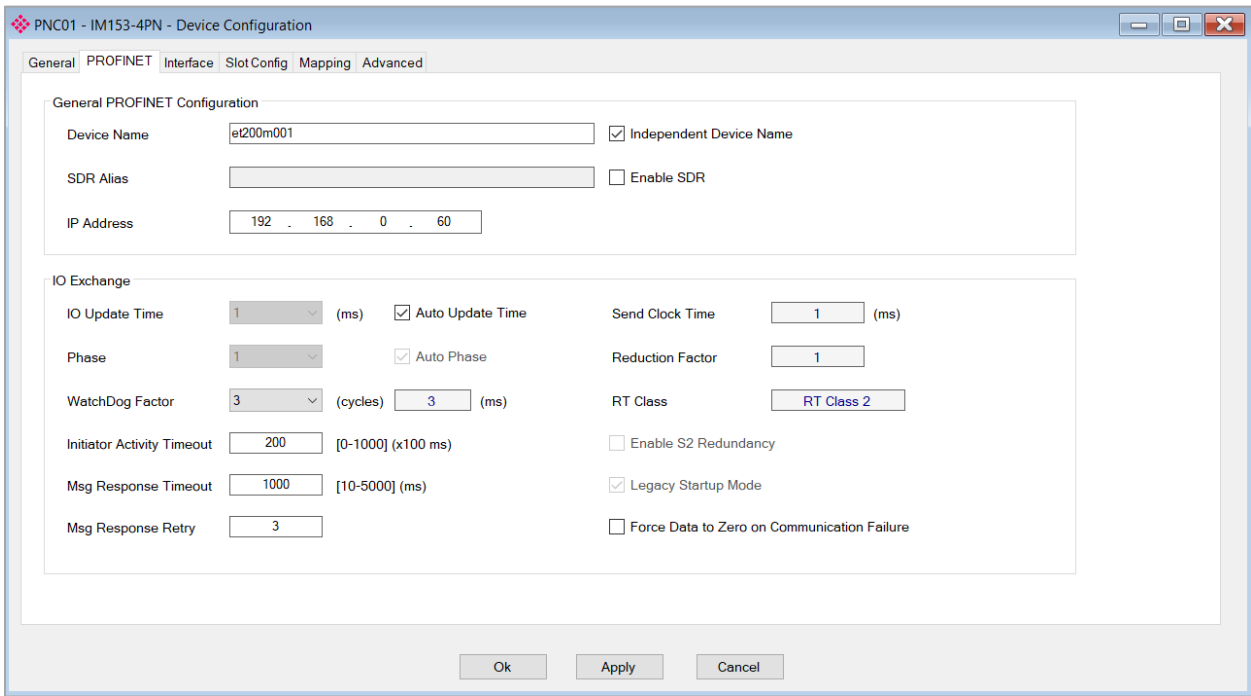 PNC01 - IM153-4PN - Device Configuration
General PROFINET Interface Slot Config Mapping Advanced
General PROFINET Configuration
Device Name et200m001 Independent Device Name
SDR Alias Enable SDR
IP Address 192 . 168 . 0 . 60
IO Exchange
IO Update Time 1 (ms) Auto Update Time Send Clock Time 1 (ms)
Phase 1 Auto Phase Reduction Factor 1
WatchDog Factor 3 (cycles) 3 (ms) RT Class RT Class 2
Initiator Activity Timeout 200 [0-1000] (x100 ms) Enable S2 Redundancy
Msg Response Timeout 1000 [10-5000] (ms) Legacy Startup Mode
Msg Response Retry 3 Force Data to Zero on Communication Failure
Ok Apply Cancel